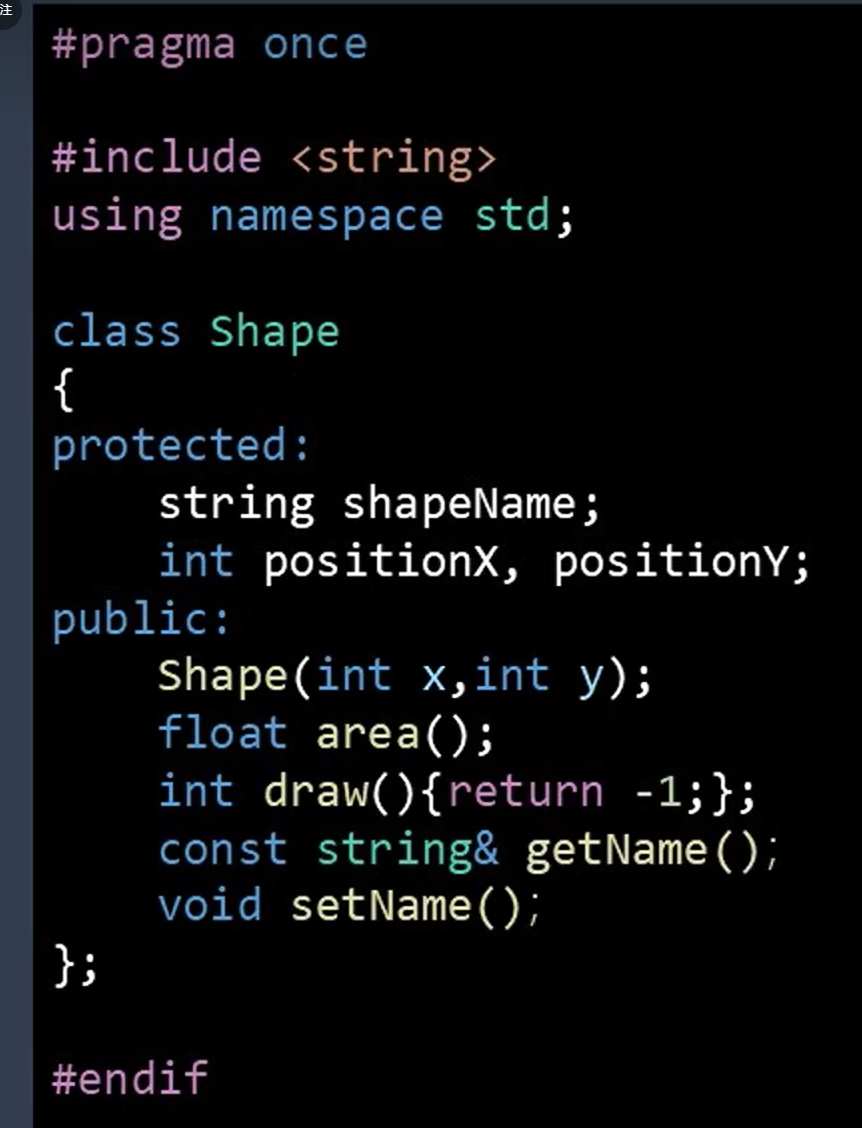 注
#pragma once
#include <string>
using namespace std;
class Shape
{
protected:
string shapeName;
int positionX, positionY;
public:
Shape(int x,int y);
float area();
int draw(){return -1;};
const string& getName();
void setName();
};
#endif